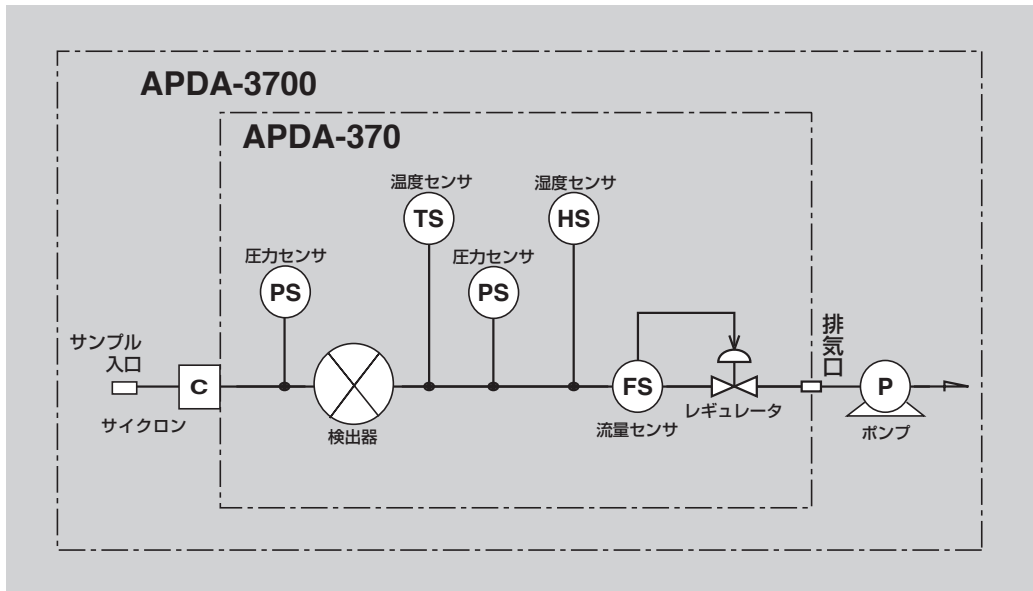 APDA-3700
APDA-370
温度センサ
TS
湿度センサ
HS
圧力センサ
PS
圧力センサ
PS
サンプル
入口
C
サイクロン
検出器
FS
流量センサ
レギュレータ
排気口
P
ポンプ